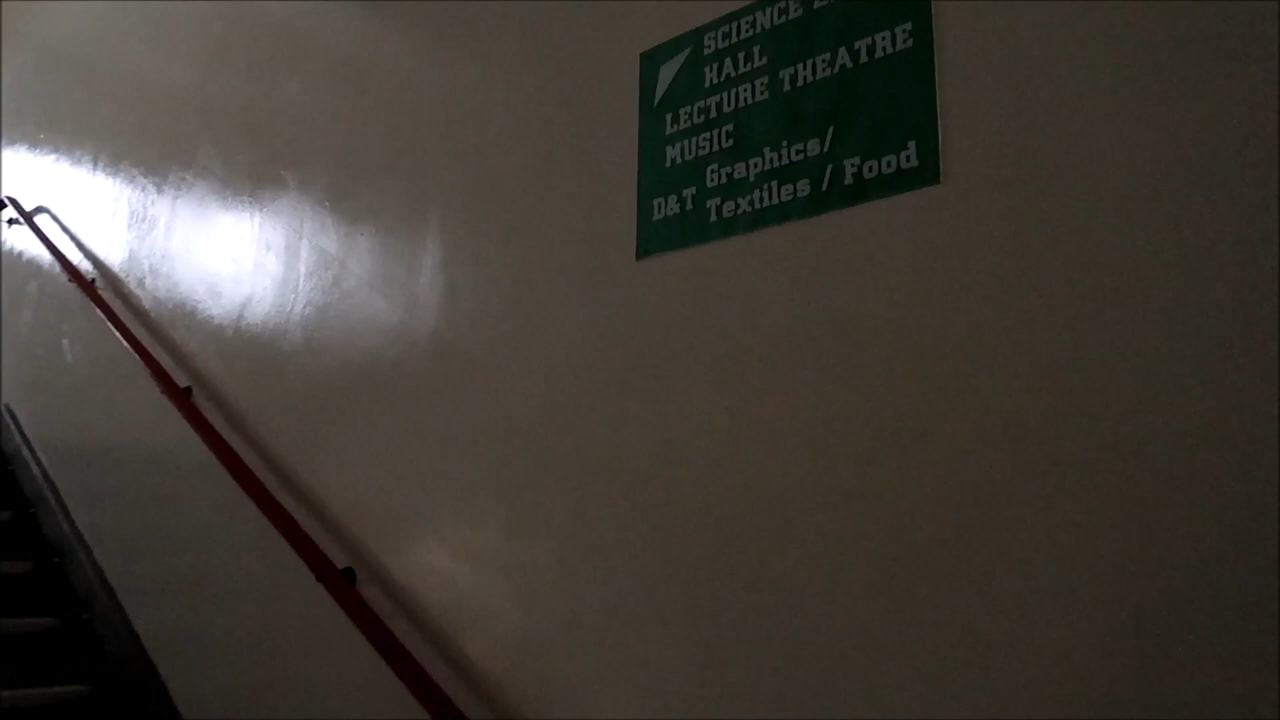 SCIENCE
HALL
LECTURE THEATRE
MUSIC
D&T Graphics/
Textiles / Food